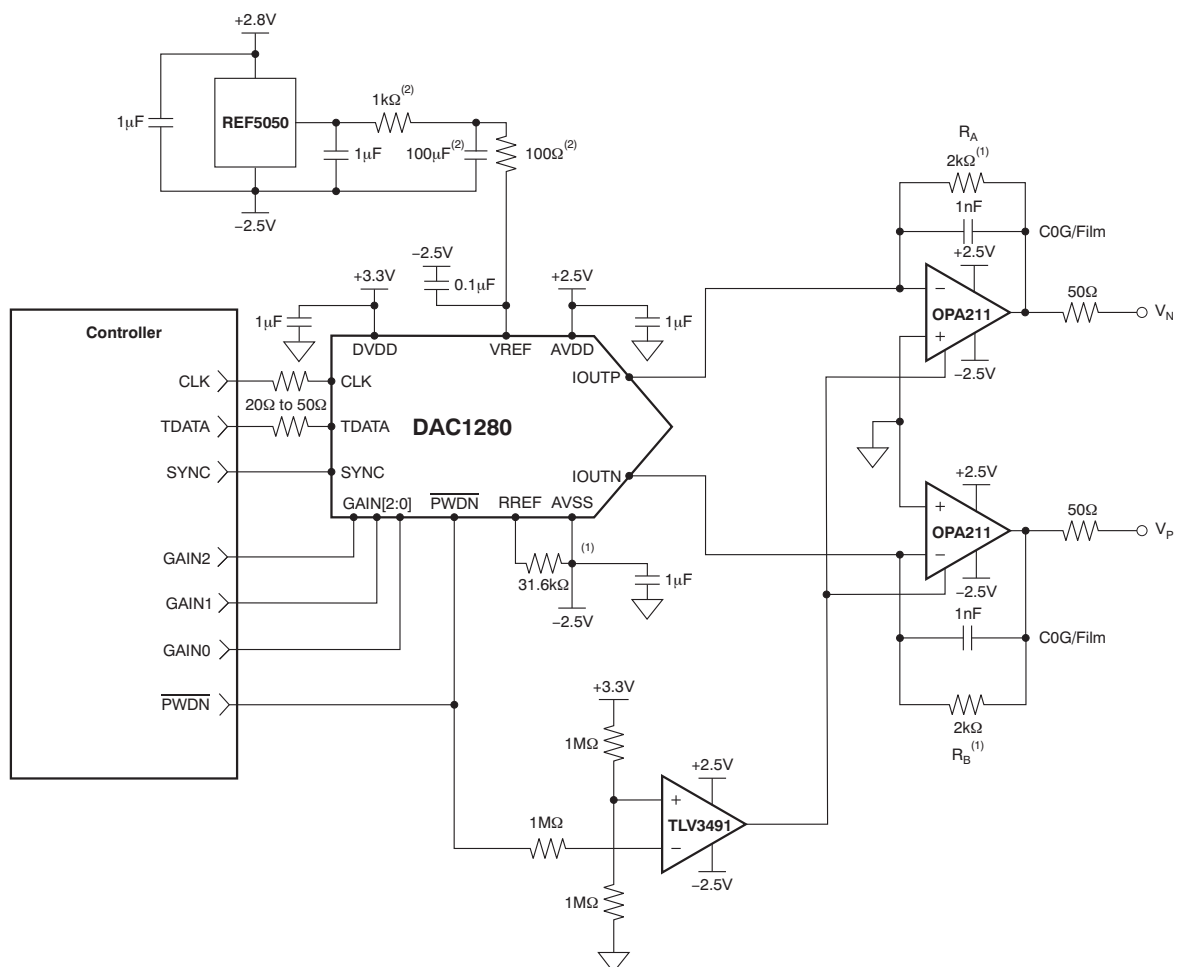 +2.8V
REF5050
1μF
1kΩ(2)
1μF
100μF(2)
100Ω(2)
−2.5V
RA
2kΩ(1)
1nF
C0G/Film
+2.5V
OPA211
50Ω
VN
−2.5V
−2.5V
0.1μF
+3.3V
+2.5V
1μF
1μF
Controller
DVDD
VREF
AVDD
CLK
20Ω to 50Ω
CLK
IOUTP
TDATA
TDATA
DAC1280
SYNC
SYNC
IOUTN
GAIN[2:0]
PWDN
RREF
AVSS
+2.5V
OPA211
50Ω
VP
−2.5V
(1)
31.6kΩ
1μF
−2.5V
GAIN2
GAIN1
GAIN0
PWDN
1nF
C0G/Film
2kΩ
RB(1)
+3.3V
1MΩ
+2.5V
TLV3491
1MΩ
−2.5V
1MΩ
+
−
+
−
+
−